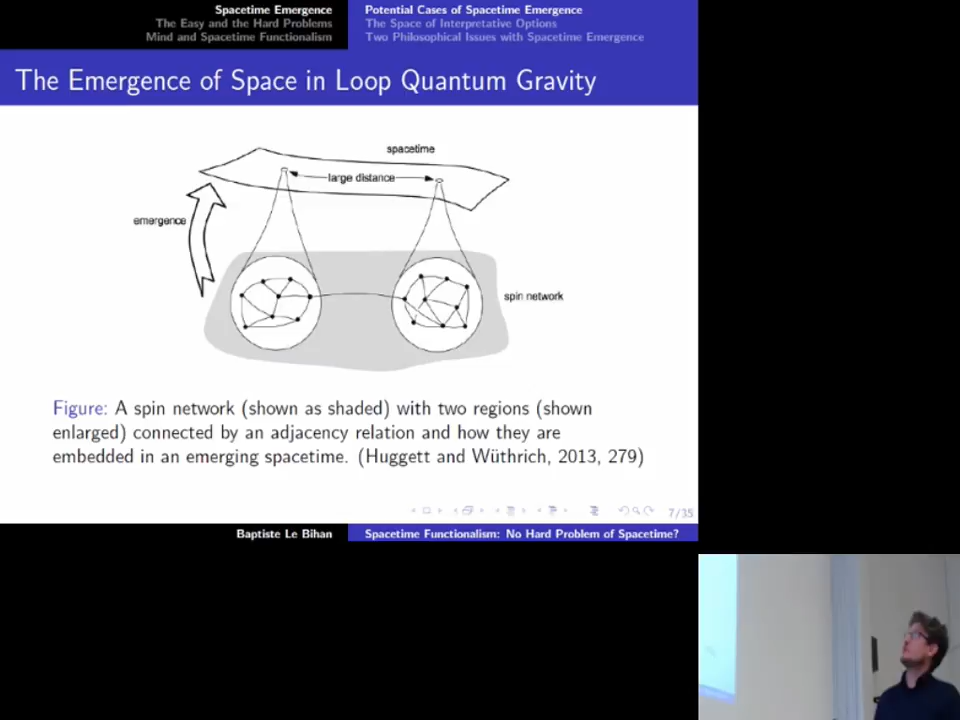 Spacetime Emergence
The Easy and the Hard Problems
Mind and Spacetime Functionalism
Potential Cases of Spacetime Emergence
The Space of Interpretative Options
Two Philosophical Issues with Spacetime Emergence
The Emergence of Space in Loop Quantum Gravity
spacetime
large distance
emergence
spin network
Figure: A spin network (shown as shaded) with two regions (shown
enlarged) connected by an adjacency relation and how they are
embedded in an emerging spacetime. (Huggett and Wüthrich, 2013, 279)
7/35
Baptiste Le Bihan
Spacetime Functionalism: No Hard Problem of Spacetime?